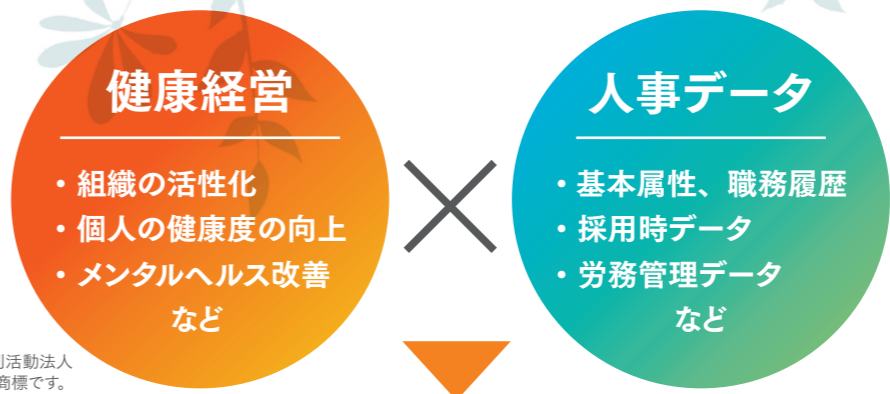 健康経営
・組織の活性化
・個人の健康度の向上
・メンタルヘルス改善
など
×
人事データ
・基本属性、職務履歴
・採用時データ
・労務管理データ
など
活動法人
商標です。